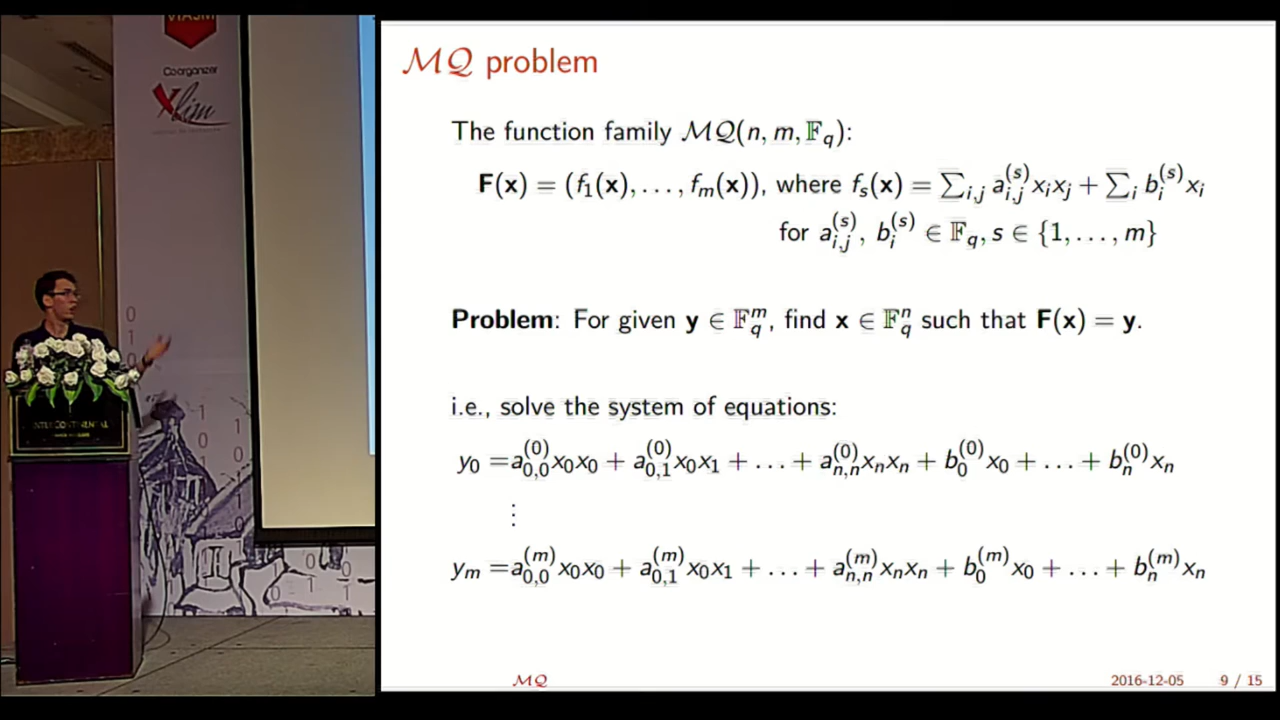 VIASM
Coorganizer
Xlim
INTERCONTINENTAL
MQ problem
The function family MQ(n, m, 𝔽_q):
F(x) = (f₁(x), . . . , f_m(x)), where f_s(x) = ∑_{i,j} a_{i,j}^{(s)} x_i x_j + ∑_i b_i^{(s)} x_i
for a_{i,j}^{(s)}, b_i^{(s)} ∈ 𝔽_q, s ∈ {1, . . . , m}
Problem: For given y ∈ 𝔽_q^m, find x ∈ 𝔽_q^n such that F(x) = y.
i.e., solve the system of equations:
y₀ =a_{0,0}^{(0)} x₀x₀ + a_{0,1}^{(0)} x₀x₁ + . . . + a_{n,n}^{(0)} x_n x_n + b_0^{(0)} x₀ + . . . + b_n^{(0)} x_n
⋮
y_m =a_{0,0}^{(m)} x₀x₀ + a_{0,1}^{(m)} x₀x₁ + . . . + a_{n,n}^{(m)} x_n x_n + b_0^{(m)} x₀ + . . . + b_n^{(m)} x_n
MQ 2016-12-05 9 / 15